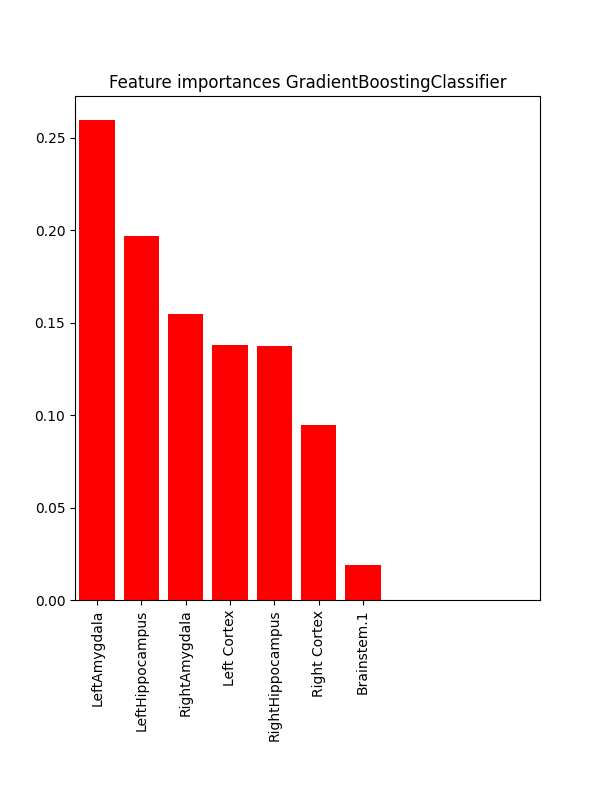 Feature importances GradientBoostingClassifier
0.25
0.20
0.15
0.10
0.05
0.00
LeftAmygdala
LeftHippocampus
RightAmygdala
Left Cortex
RightHippocampus
Right Cortex
Brainstem.1